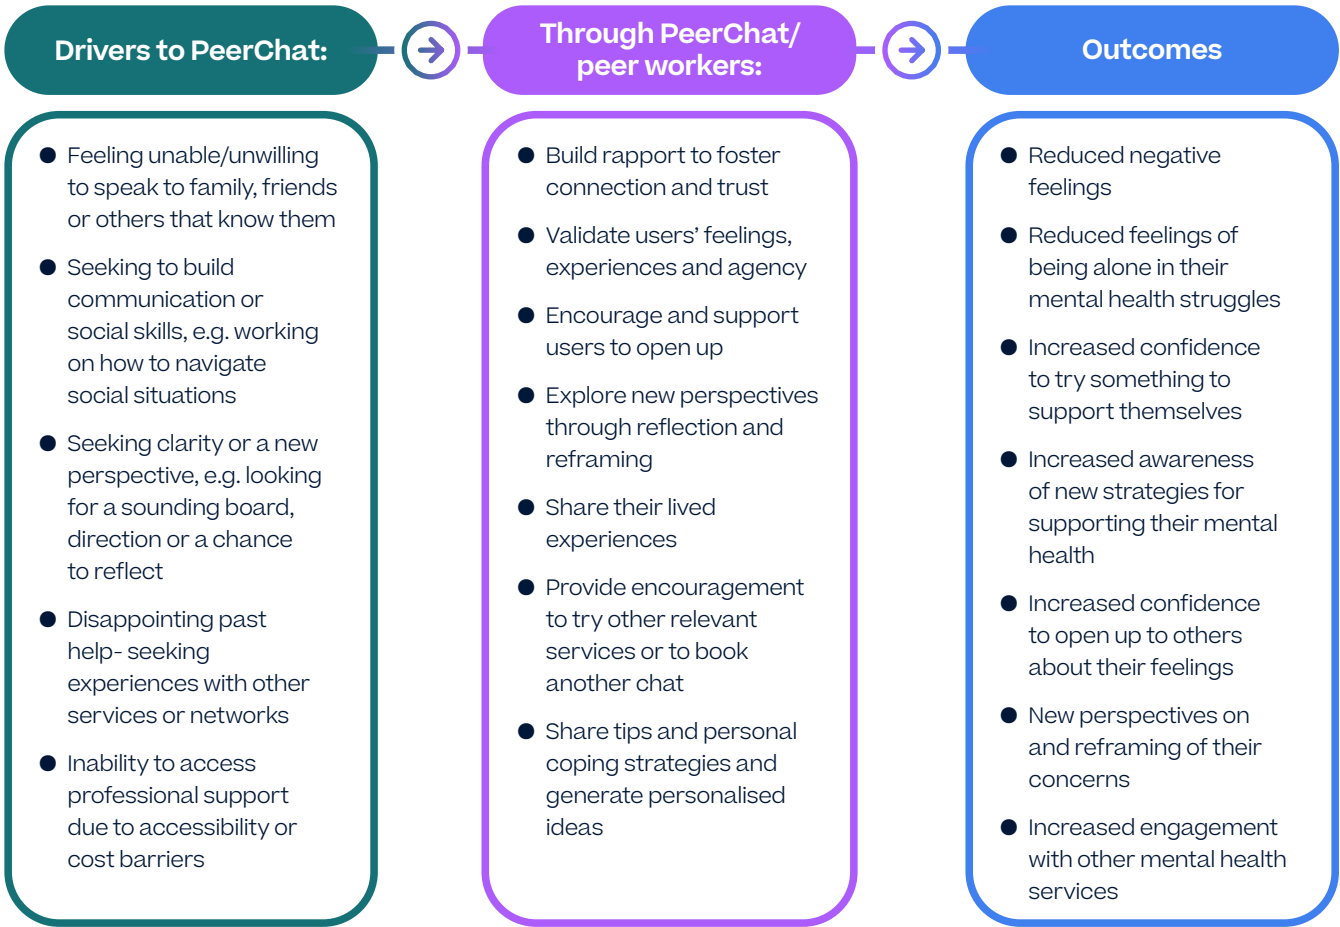 Drivers to PeerChat:
Through PeerChat/
peer workers:
Outcomes
Feeling unable/unwilling
to speak to family, friends
or others that know them
Seeking to build
communication or
social skills, e.g. working
on how to navigate
social situations
Seeking clarity or a new
perspective, e.g. looking
for a sounding board,
direction or a chance
to reflect
Disappointing past
help- seeking
experiences with other
services or networks
Inability to access
professional support
due to accessibility or
cost barriers
Build rapport to foster
connection and trust
Validate users’ feelings,
experiences and agency
Encourage and support
users to open up
Explore new perspectives
through reflection and
reframing
Share their lived
experiences
Provide encouragement
to try other relevant
services or to book
another chat
Share tips and personal
coping strategies and
generate personalised
ideas
Reduced negative
feelings
Reduced feelings of
being alone in their
mental health struggles
Increased confidence
to try something to
support themselves
Increased awareness
of new strategies for
supporting their mental
health
Increased confidence
to open up to others
about their feelings
New perspectives on
and reframing of their
concerns
Increased engagement
with other mental health
services